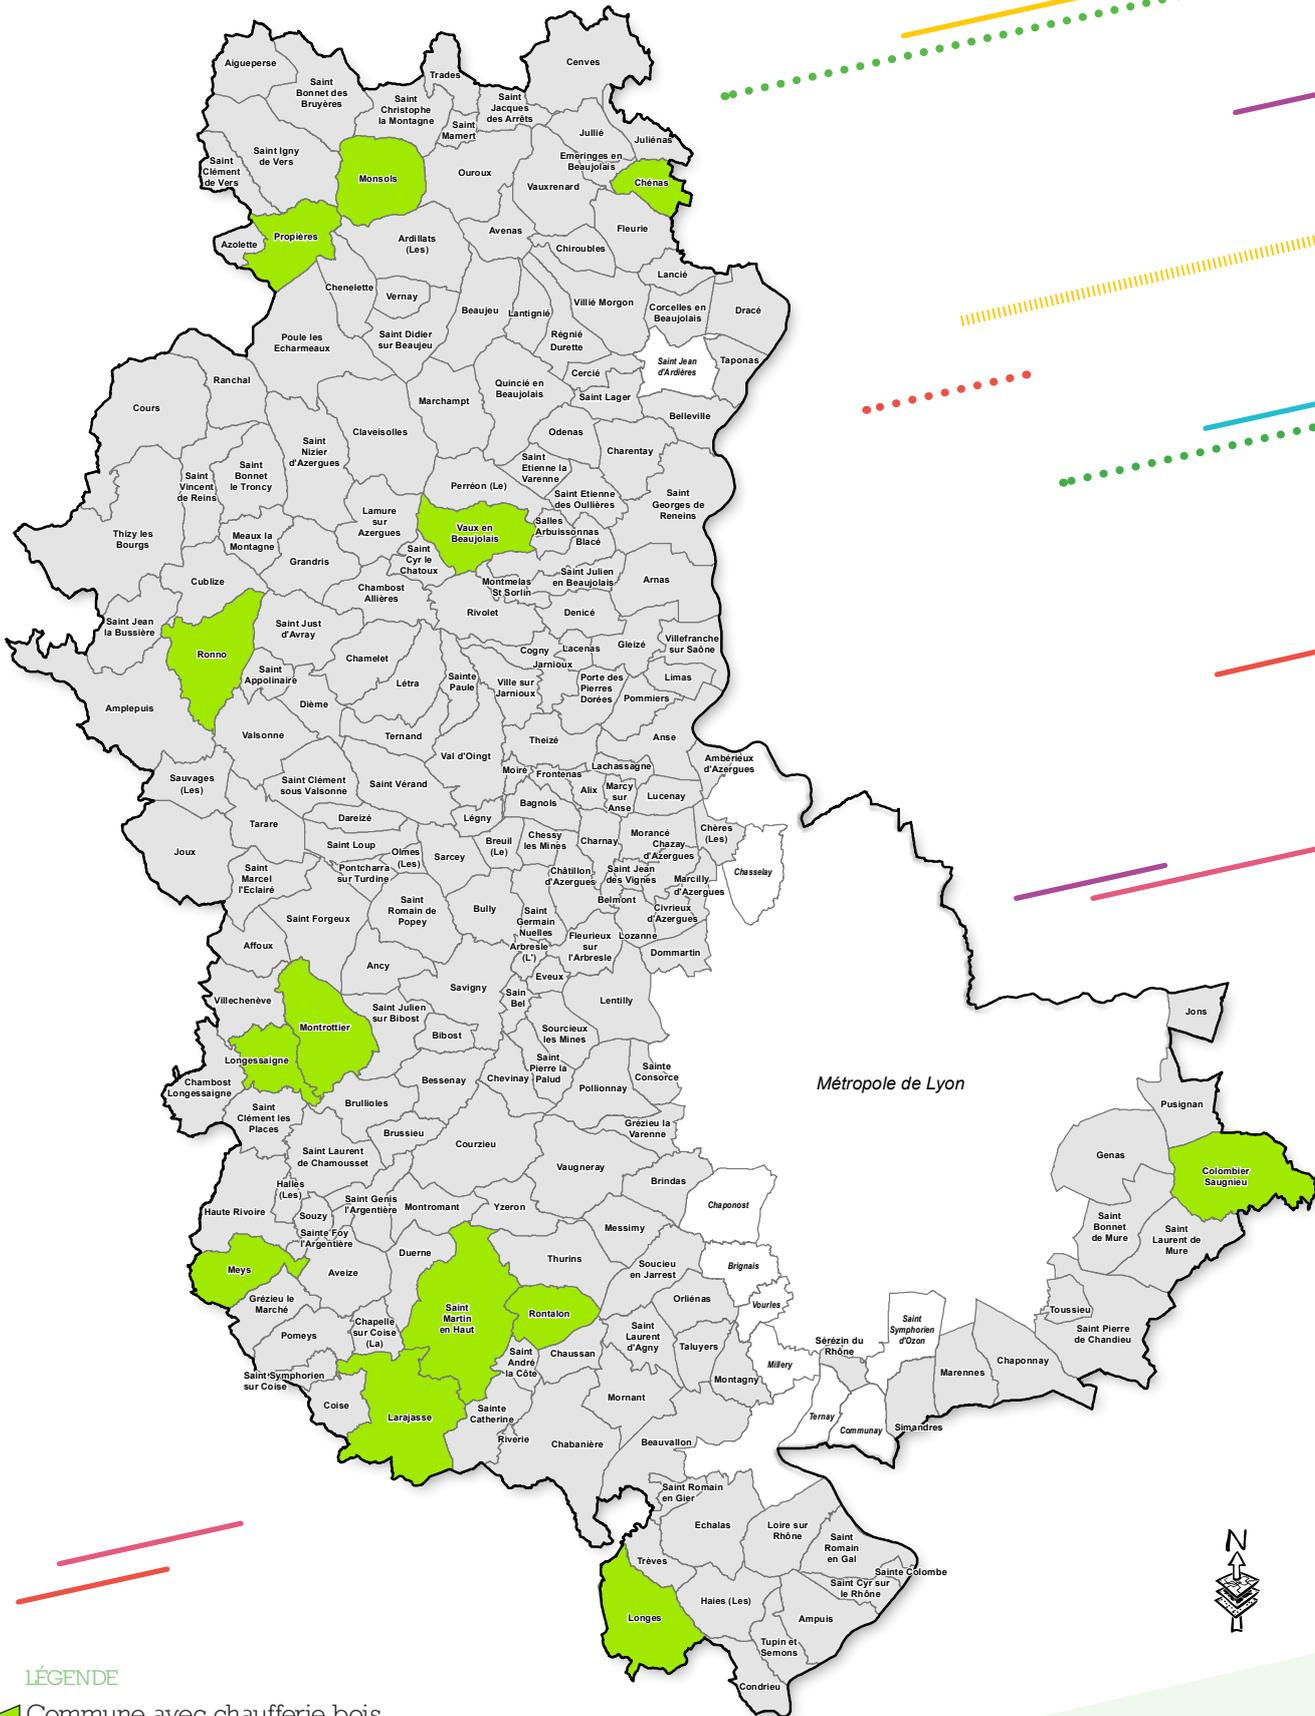 Aigueperse
Saint
Bonnet des
Bruyères
Trades
Cenves
Saint
Christophe
la Montagne
Saint
Mamert
Saint
Jacques
des Arrêts
Jullié
Juliénas
Emeringes en
Beaujolais
Saint Igny
de Vers
Saint
Clément
de Vers
Monsols
Ouroux
Vauxrenard
Chénas
Propières
Azolette
Ardillats
(Les)
Avenas
Fleurie
Chiroubles
Lancié
Chenelette
Vernay
Beaujeu
Lantignié
Villié Morgon
Corcelles en
Beaujolais
Dracé
Poule les
Echarmeaux
Saint Didier
sur Beaujeu
Régnié
Durette
Saint Jean
d'Ardières
Taponas
Ranchal
Cours
Marchampt
Quincié en
Beaujolais
Cercié
Saint Lager
Belleville
Saint
Nizier
d'Azergues
Claveisolles
Odenas
Charentay
Saint
Etienne la
Varenne
Saint
Vincent
de Reins
Saint
Bonnet
le Troncy
Perréon (Le)
Saint Etienne
des Oullières
Saint
Georges de
Reneins
Thizy les
Bourgs
Meaux la
Montagne
Lamure
sur
Azergues
Vaux en
Beaujolais
Salles
Arbuissonnas
Blacé
Grandris
Saint
Cyr le
Chatoux
Cublize
Chambost
Allières
Montmelas
St Sorlin
Saint Julien
en Beaujolais
Arnas
Rivolet
Denicé
Saint Jean
la Bussière
Ronno
Saint Just
d'Avray
Chamelet
Cogny
Lacenas
Jarnioux
Gleizé
Villefranche
sur Saône
Saint
Appolinaire
Létra
Sainte
Paule
Ville sur
Jarnioux
Porte des
Pierres
Dorées
Limas
Pommiers
Amplepuis
Dième
Valsonne
Ternand
Val d'Oingt
Theizé
Anse
Ambérieux
d'Azergues
Sauvages
(Les)
Saint Clément
sous Valsonne
Saint Vérand
Moiré
Frontenas
Lachassagne
Alix
Marcy
sur
Anse
Lucenay
Bagnols
Tarare
Dareizé
Légny
Joux
Saint Loup
Olmes
(Les)
Sarcey
Breuil
(Le)
Chessy
les Mines
Charnay
Morancé
Chazay
d'Azergues
Chères
(Les)
Chasselay
Saint
Marcel
l'Eclairé
Pontcharra
sur Turdine
Châtillon
d'Azergues
Saint Jean
des Vignes
Marcilly
d'Azergues
Belmont
Saint Forgeux
Saint
Romain de
Popey
Bully
Saint
Germain
Nuelles
Civrieux
d'Azergues
Fleurieux
sur
l'Arbresle
Lozanne
Affoux
Arbresle
(L')
Dommartin
Ancy
Savigny
Eveux
Sain
Bel
Lentilly
Villechenève
Montrottier
Saint Julien
sur Bibost
Bibost
Sourcieux
les Mines
Longessaigne
Chambost
Longessaigne
Bessenay
Chevinay
Saint
Pierre la
Palud
Pollionnay
Sainte
Consorce
Métropole de Lyon
Jons
Pusignan
Saint
Clément les
Places
Brullioles
Brussieu
Courzieu
Grézieu la
Varenne
Saint Laurent
de Chamousset
Vaugneray
Genas
Colombier
Saugnieu
Brindas
Halles
(Les)
Saint Genis
l'Argentière
Montromant
Yzeron
Chaponost
Haute Rivoire
Souzy
Sainte Foy
l'Argentière
Messimy
Saint
Bonnet
de Mure
Saint
Laurent de
Mure
Meys
Aveize
Duerne
Thurins
Soucieu
en Jarrest
Brignais
Grézieu le
Marché
Saint
Martin
en Haut
Rontalon
Orliénas
Vourles
Toussieu
Saint Pierre
de Chandieu
Pomeys
Chapelle
sur Coise
(La)
Saint
Laurent
d'Agny
Taluyers
Sérézin du
Rhône
Saint
Symphorien
d'Ozon
Saint
André
la Côte
Chaussan
Millery
Marennes
Chaponnay
Saint Symphorien
sur Coise
Montagny
Coise
Larajasse
Sainte
Catherine
Mornant
Ternay
Communay
Simandres
Riverie
Chabanière
Beauvallon
Saint Romain
en Gier
Echalas
Loire sur
Rhône
Saint
Romain
en Gal
Trèves
Sainte Colombe
Saint Cyr sur
le Rhône
Haies (Les)
Longes
Ampuis
Tupin et
Semons
Condrieu
N
LÉGENDE
Commune avec chaufferie bois